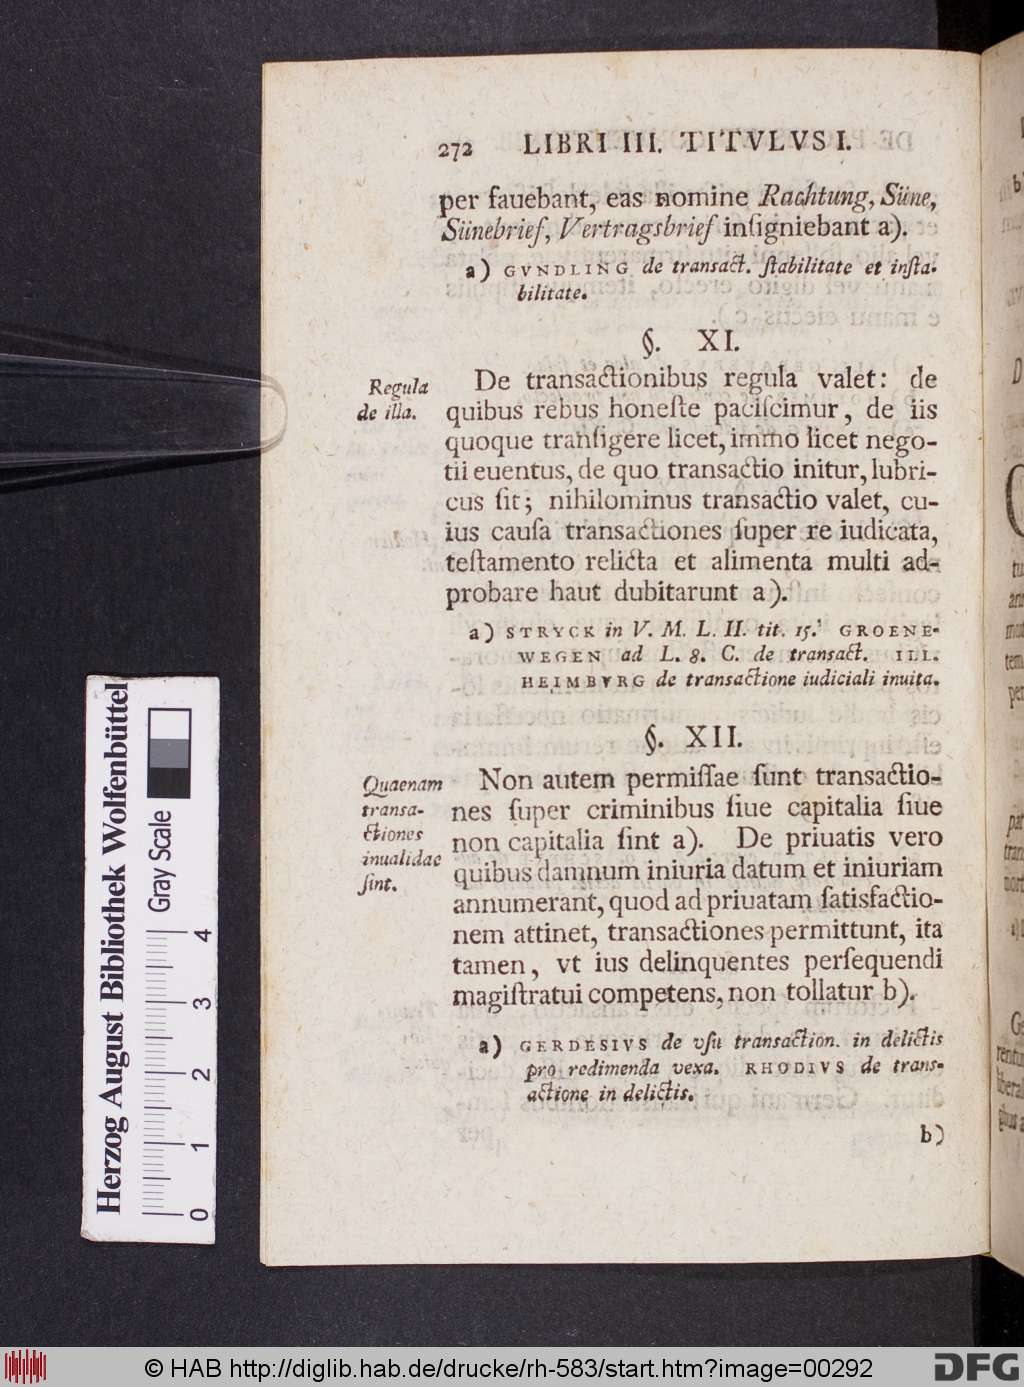 272 LIBRI III. TITVLVS I.
per fauebant, eas nomine Rachtung, Süne,
Sünebrief, Vertragsbrief inſigniebant a).
a) GVNDLING de transact. ſtabilitate et inſta-
bilitate.
§. XI.
Regula
de illa.
De transactionibus regula valet: de
quibus rebus honeſte paciſcimur, de iis
quoque tranſigere licet, immo licet nego-
tii euentus, de quo transactio initur, lubri-
cus ſit; nihilominus transactio valet, cu-
ius cauſa transactiones ſuper re iudicata,
teſtamento relicta et alimenta multi ad-
probare haut dubitarunt a).
a) STRYCK in V. M. L. II. tit. 15. GROENE-
WEGEN ad L. 8. C. de transact. ILL.
HEIMBVRG de transactione iudiciali inuita.
§. XII.
Quaenam
transa-
ctiones
inualidae
ſint.
Non autem permiſſae ſunt transactio-
nes ſuper criminibus ſiue capitalia ſiue
non capitalia ſint a). De priuatis vero
quibus damnum iniuria datum et iniuriam
annumerant, quod ad priuatam ſatisfactio-
nem attinet, transactiones permittunt, ita
tamen, vt ius delinquentes perſequendi
magiſtratui competens, non tollatur b).
a) GERDESIVS de vſu transaction. in delictis
pro redimenda vexa. RHODIVS de trans-
actione in delictis.
b)
Herzog August Bibliothek Wolfenbüttel
Gray Scale
0 1 2 3 4
© HAB http://diglib.hab.de/drucke/rh-583/start.htm?image=00292
DFG